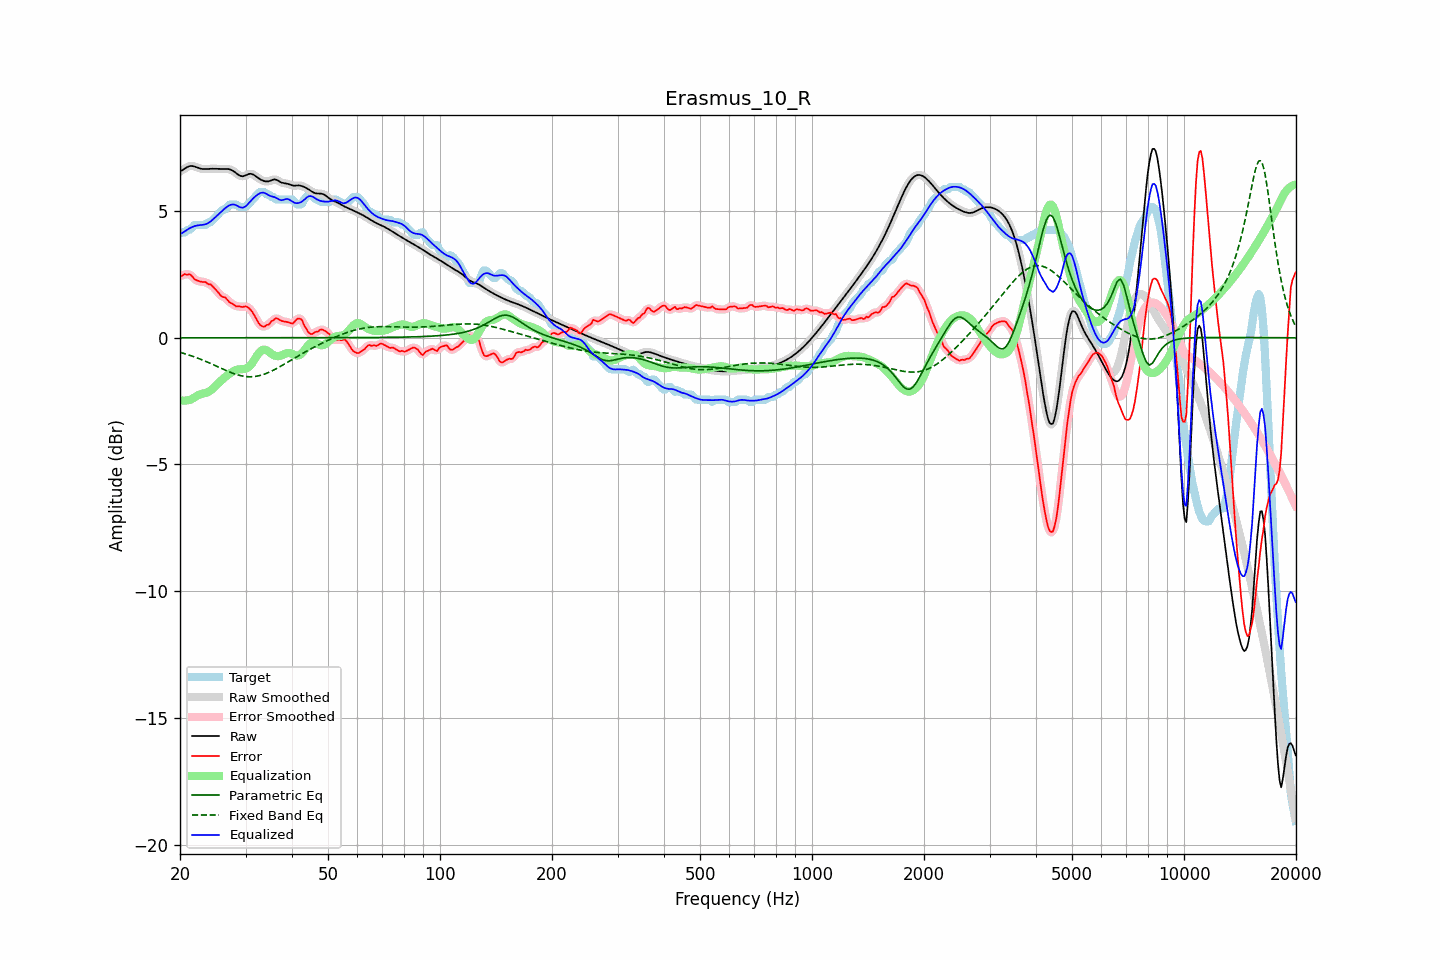 Erasmus_10_R
Amplitude (dBr)
5
0
−5
−10
−15
−20
Target
Raw Smoothed
Error Smoothed
Raw
Error
Equalization
Parametric Eq
Fixed Band Eq
Equalized
20 50 100 200 500 1000 2000 5000 10000 20000
Frequency (Hz)